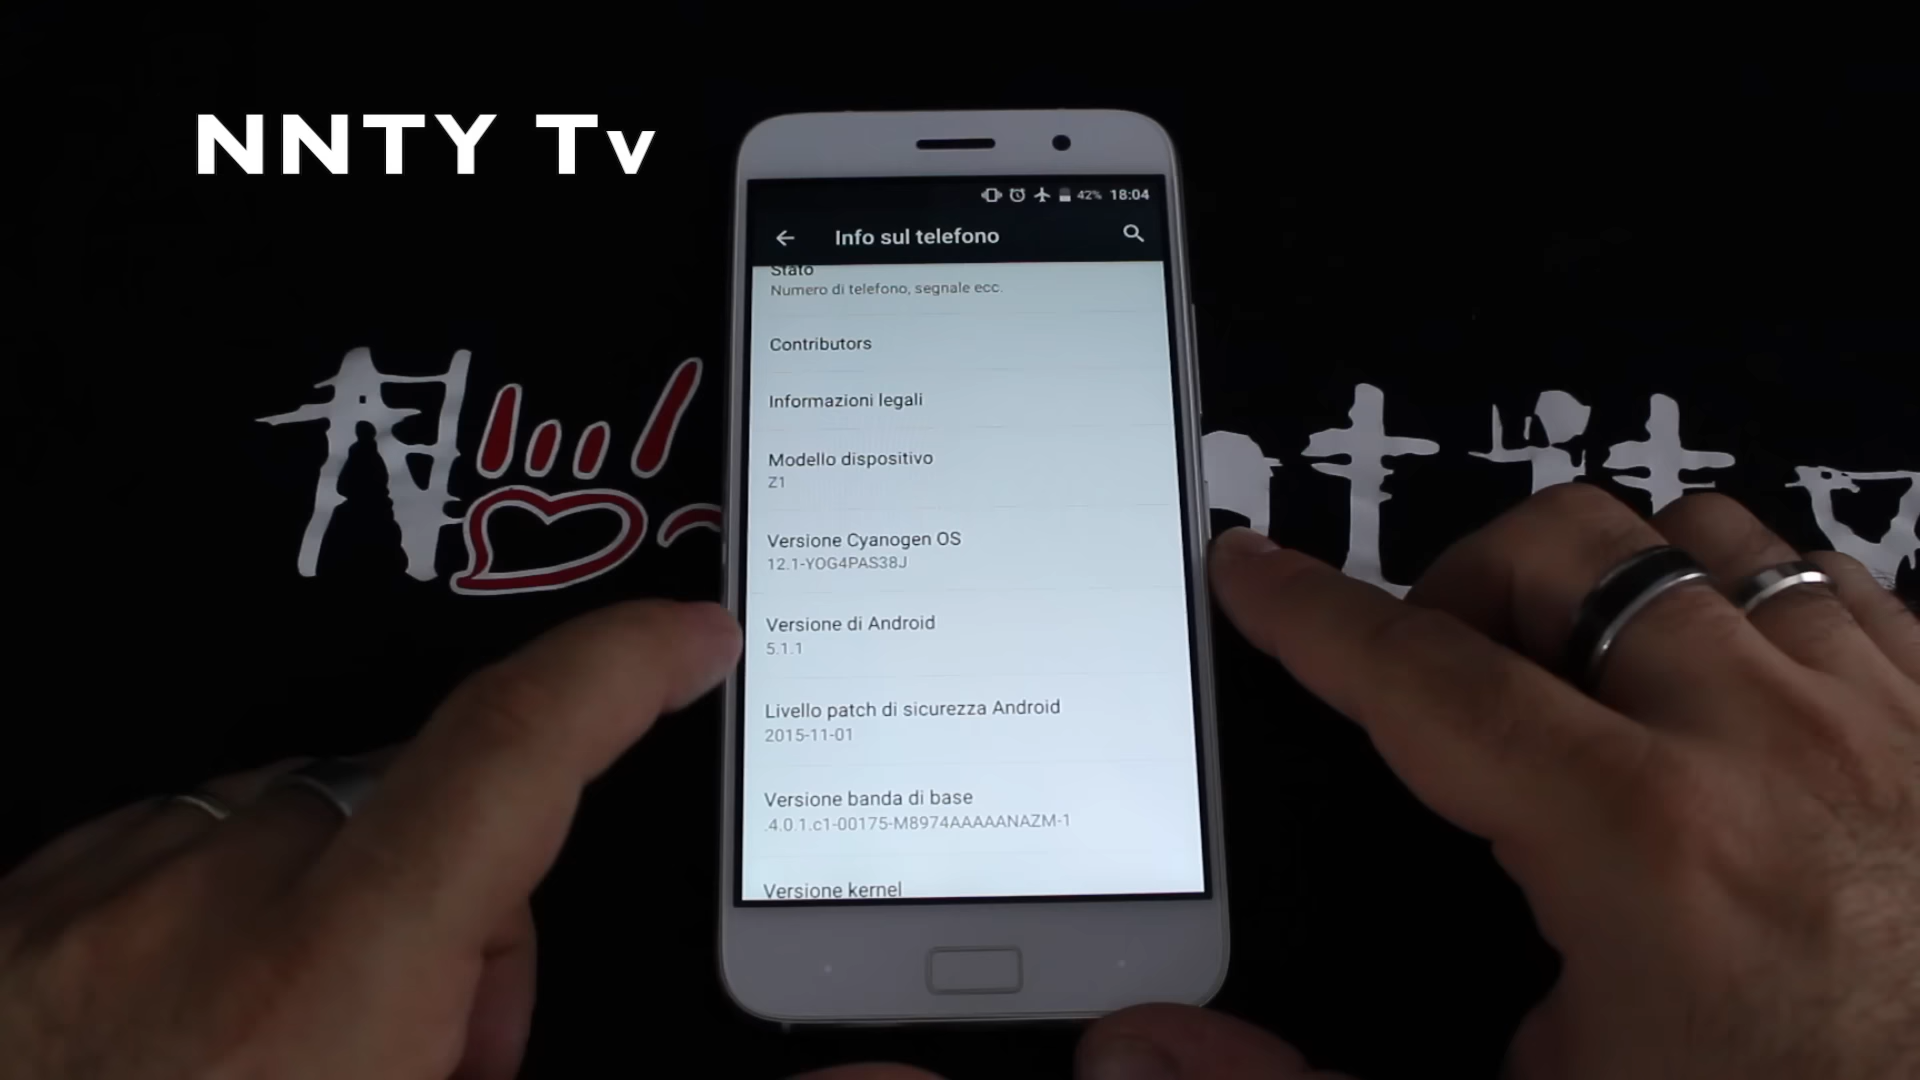 NNTY Tv
42% 18:04
Info sul telefono
Stato
Numero di telefono, segnale ecc.
Contributors
Informazioni legali
Modello dispositivo
Z1
Versione Cyanogen OS
12.1-YOG4PAS38J
Versione di Android
5.1.1
Livello patch di sicurezza Android
2015-11-01
Versione banda di base
.4.0.1.c1-00175-M8974AAAAANAZM-1
Versione kernel